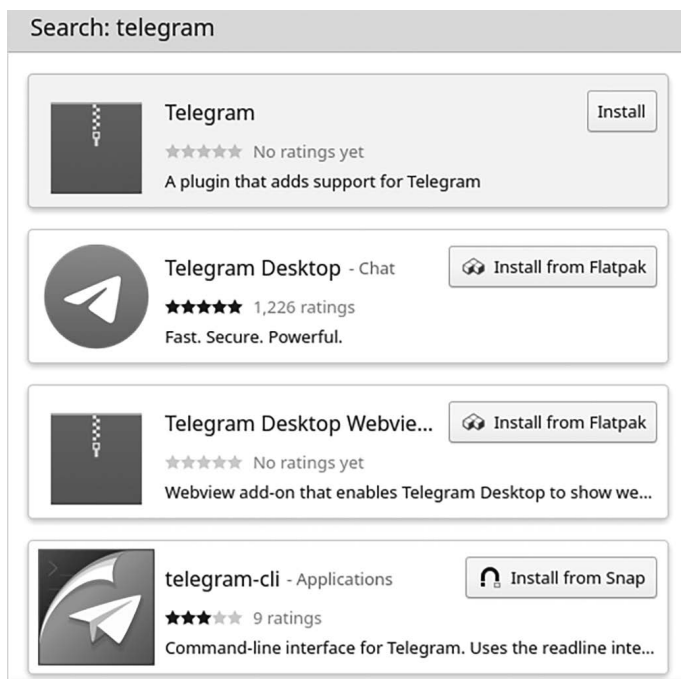 Search: telegram
Telegram
Install
No ratings yet
A plugin that adds support for Telegram
Telegram Desktop - Chat
Install from Flatpak
1,226 ratings
Fast. Secure. Powerful.
Telegram Desktop Webvie...
Install from Flatpak
No ratings yet
Webview add-on that enables Telegram Desktop to show we...
telegram-cli - Applications
Install from Snap
9 ratings
Command-line interface for Telegram. Uses the readline inte...